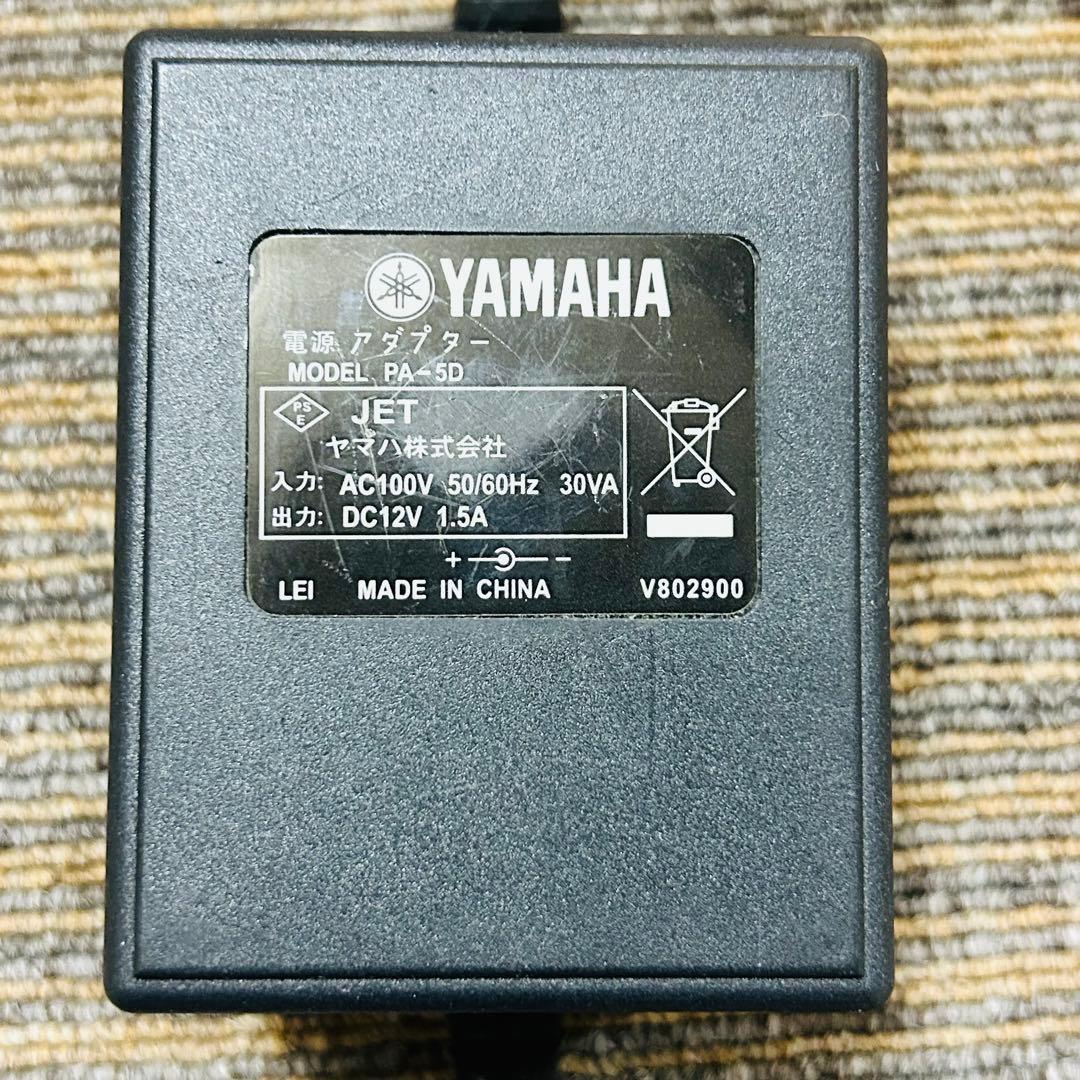 YAMAHA
電源 アダプター
MODEL PA-5D
PS E JET
ヤマハ株式会社
入力: AC100V 50/60Hz 30VA
出力: DC12V 1.5A
+ −
LEI MADE IN CHINA V802900